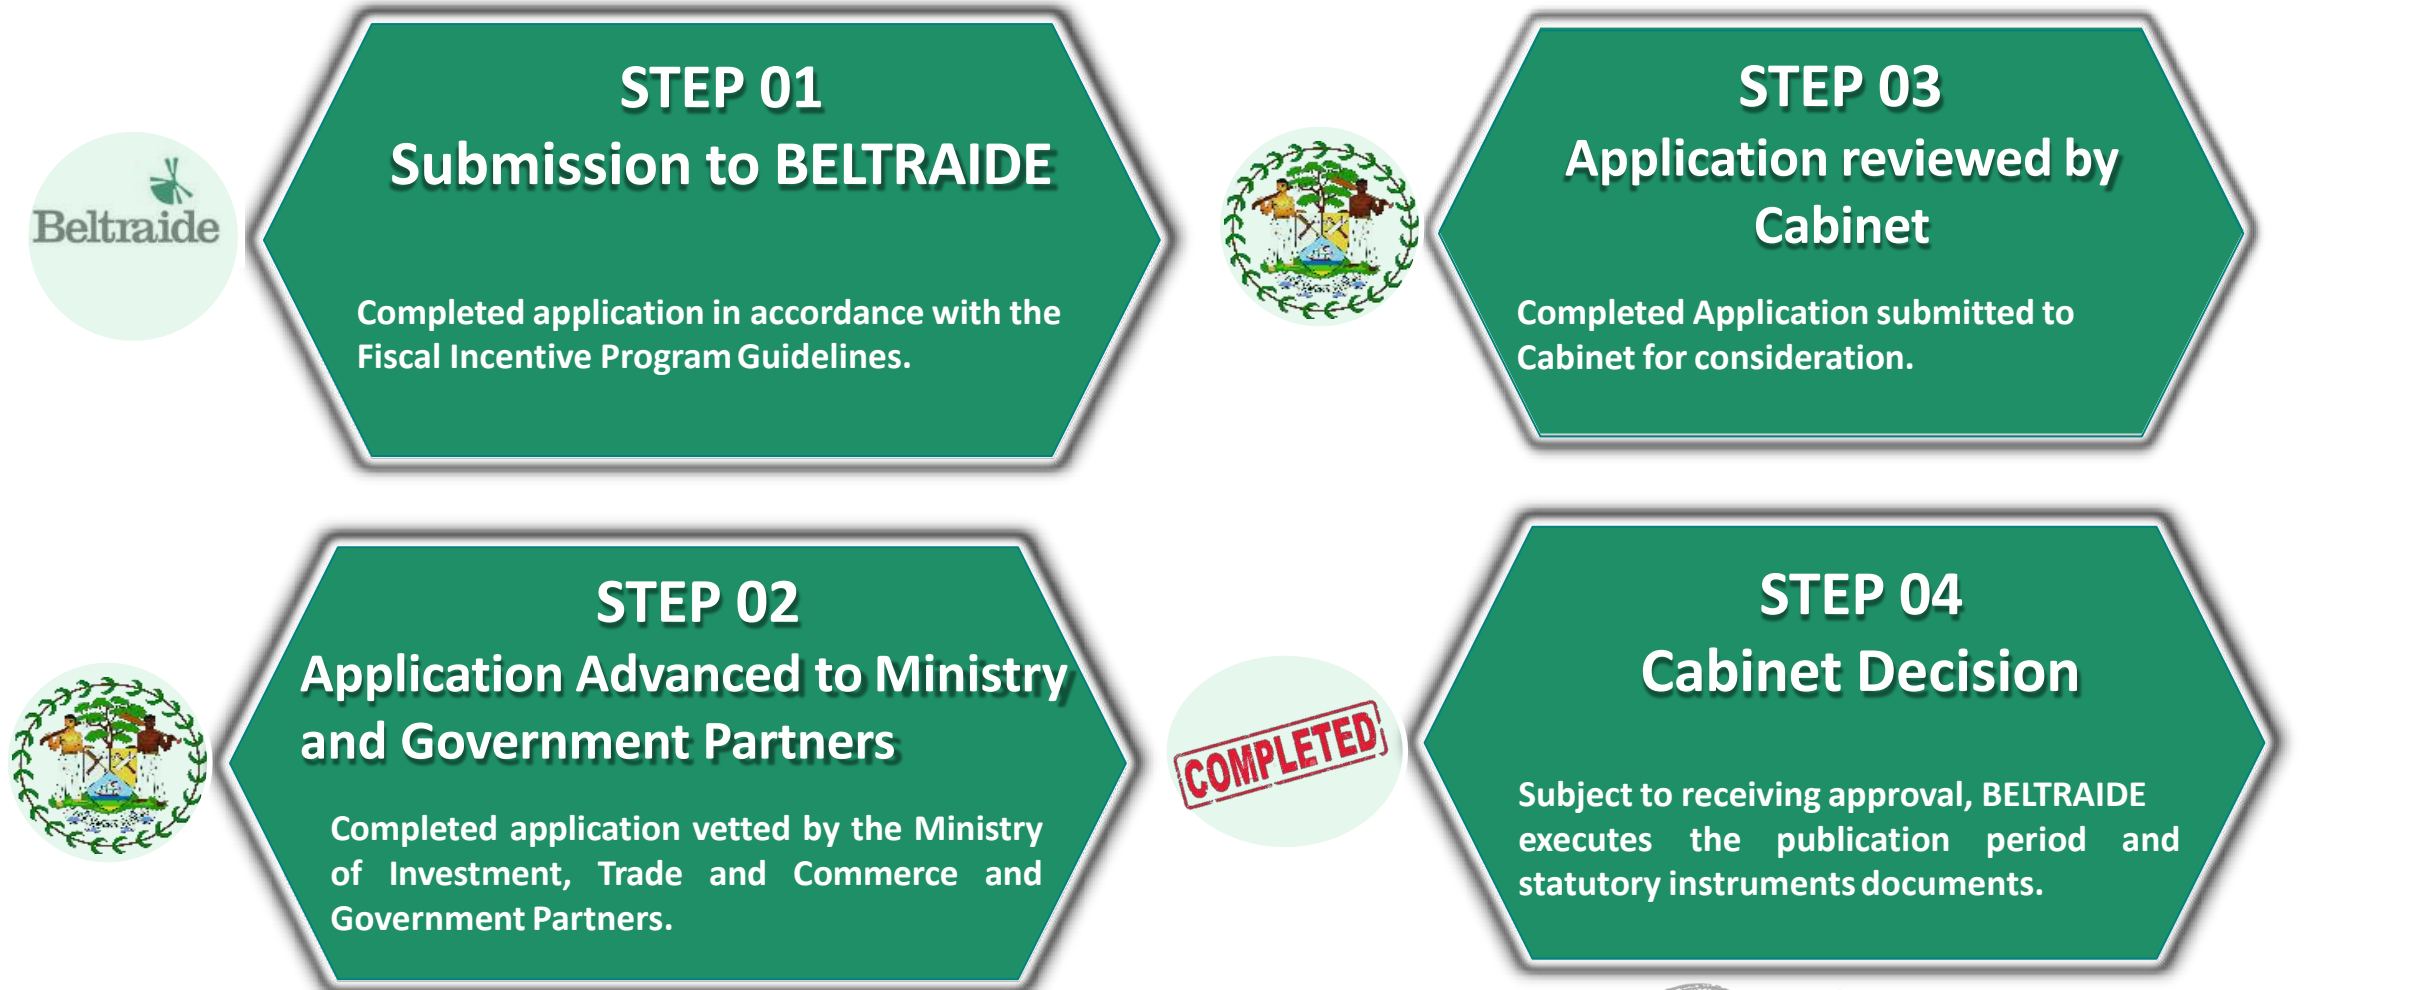 Beltraide
STEP 01
Submission to BELTRAIDE
Completed application in accordance with the
Fiscal Incentive Program Guidelines.
STEP 02
Application Advanced to Ministry
and Government Partners
Completed application vetted by the Ministry
of Investment, Trade and Commerce and
Government Partners.
STEP 03
Application reviewed by
Cabinet
Completed Application submitted to
Cabinet for consideration.
COMPLETED
STEP 04
Cabinet Decision
Subject to receiving approval, BELTRAIDE
executes the publication period and
statutory instruments documents.